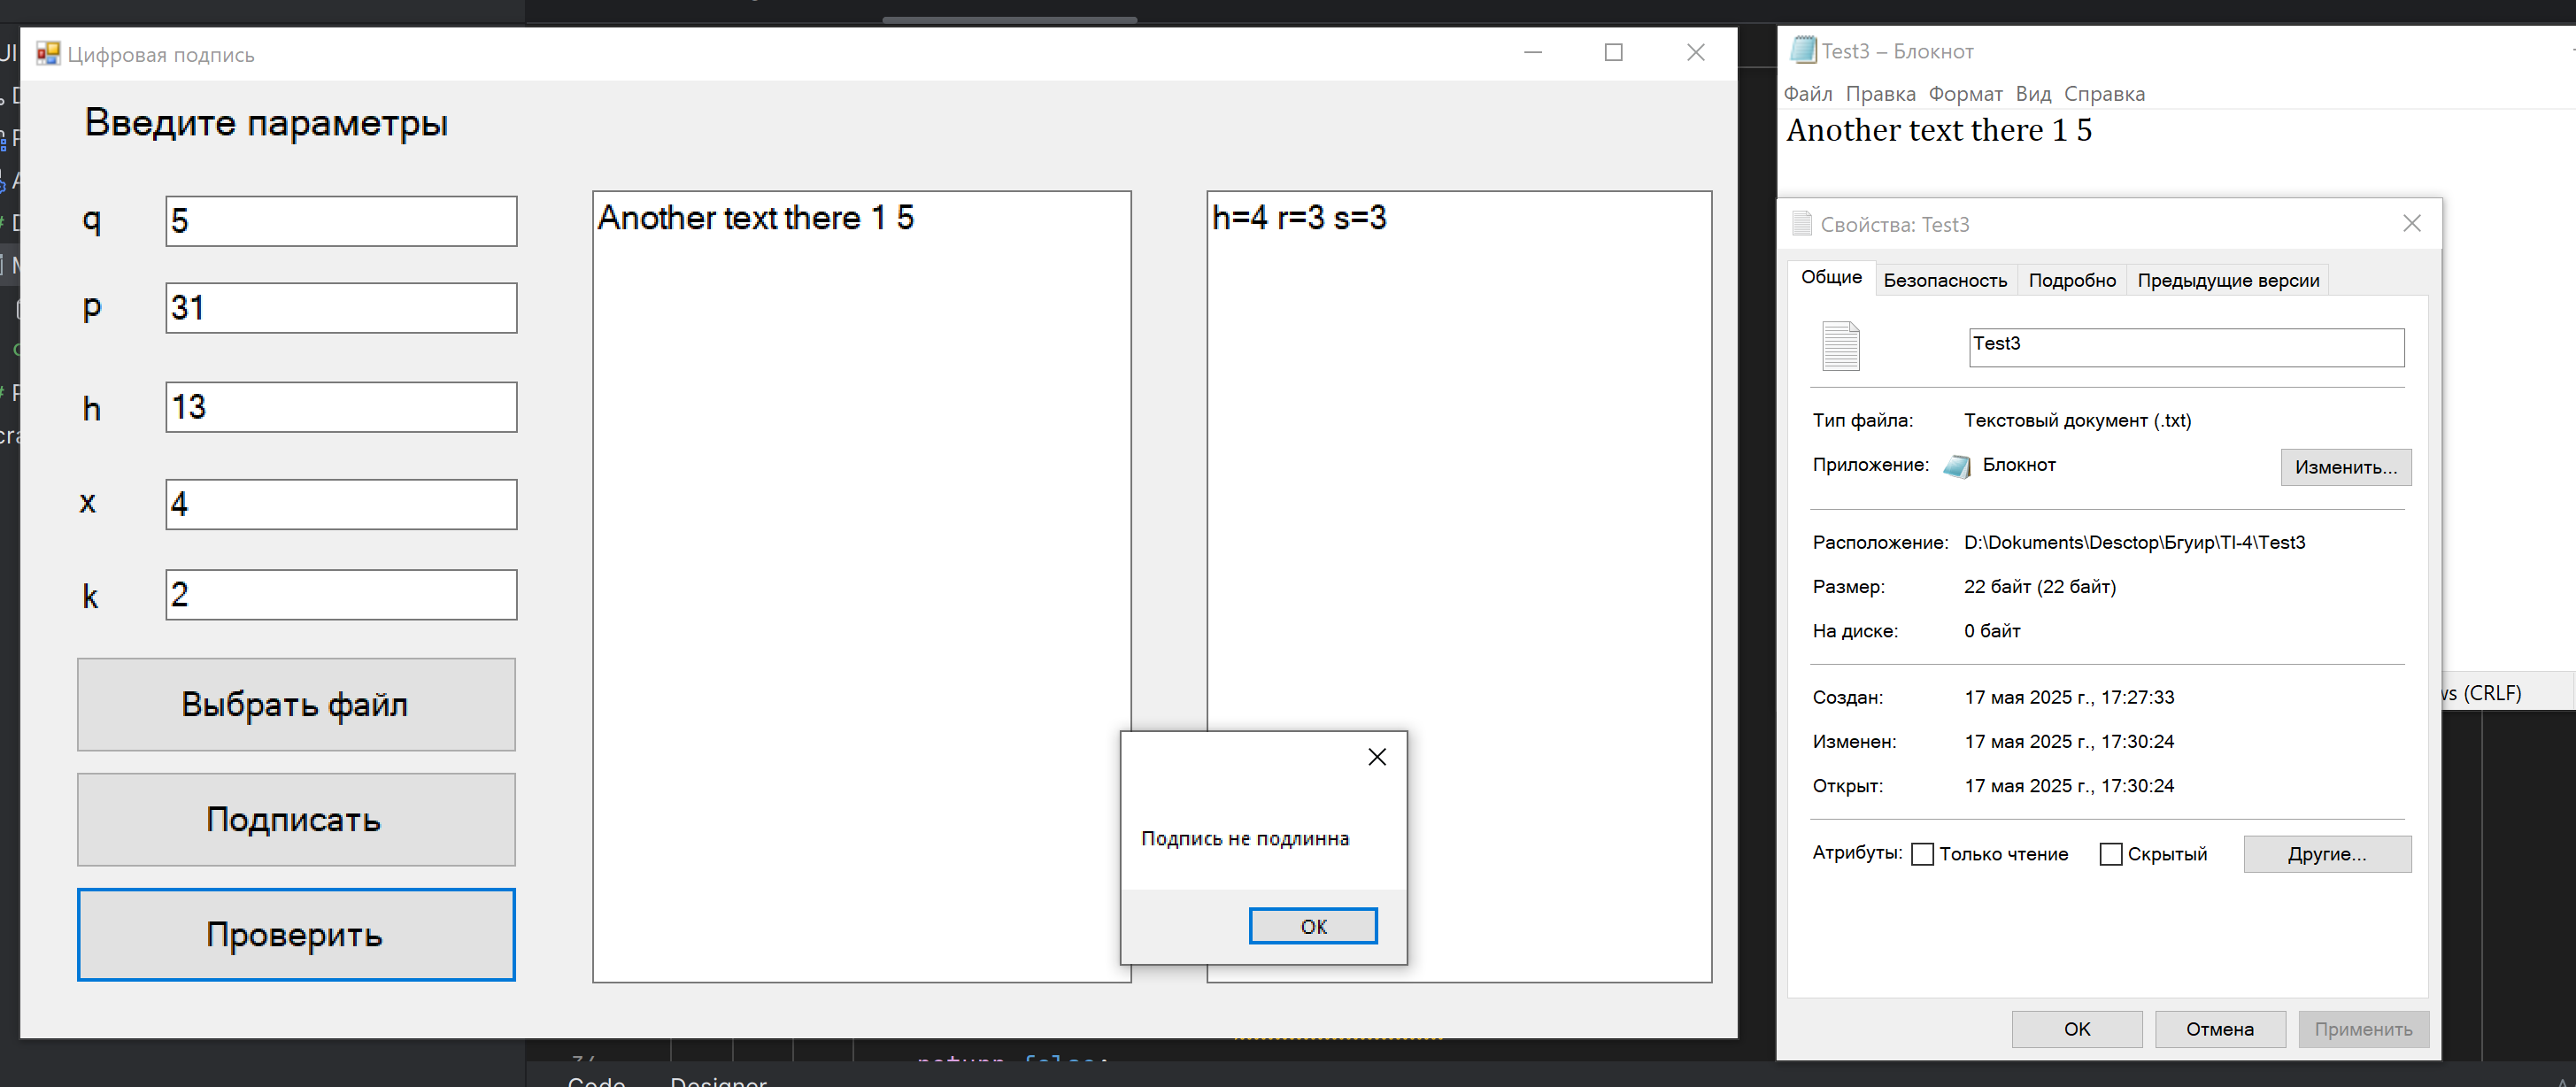 Цифровая подпись
Введите параметры
q 5
p 31
h 13
x 4
k 2
Выбрать файл
Подписать
Проверить
Another text there 1 5
h=4 r=3 s=3
Подпись не подлинна
OK
Test3 – Блокнот
Файл Правка Формат Вид Справка
Another text there 1 5
Свойства: Test3
Общие Безопасность Подробно Предыдущие версии
Test3
Тип файла: Текстовый документ (.txt)
Приложение: Блокнот Изменить...
Расположение: D:\Dokuments\Desctop\Бгуир\TI-4\Test3
Размер: 22 байт (22 байт)
На диске: 0 байт
Создан: 17 мая 2025 г., 17:27:33
Изменен: 17 мая 2025 г., 17:30:24
Открыт: 17 мая 2025 г., 17:30:24
Атрибуты: Только чтение Скрытый Другие...
OK Отмена Применить
(CRLF)
return false;
Code Designer